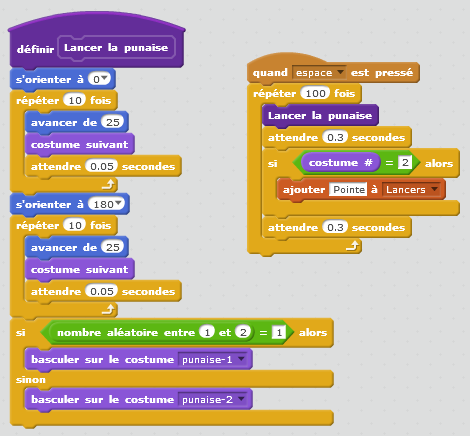 définir Lancer la punaise
s'orienter à 0
répéter 10 fois
avancer de 25
costume suivant
attendre 0.05 secondes
s'orienter à 180
répéter 10 fois
avancer de 25
costume suivant
attendre 0.05 secondes
si nombre aléatoire entre 1 et 2 = 1 alors
basculer sur le costume punaise-1
sinon
basculer sur le costume punaise-2
quand espace est pressé
répéter 100 fois
Lancer la punaise
attendre 0.3 secondes
si costume # = 2 alors
ajouter Pointe à Lancers
attendre 0.3 secondes